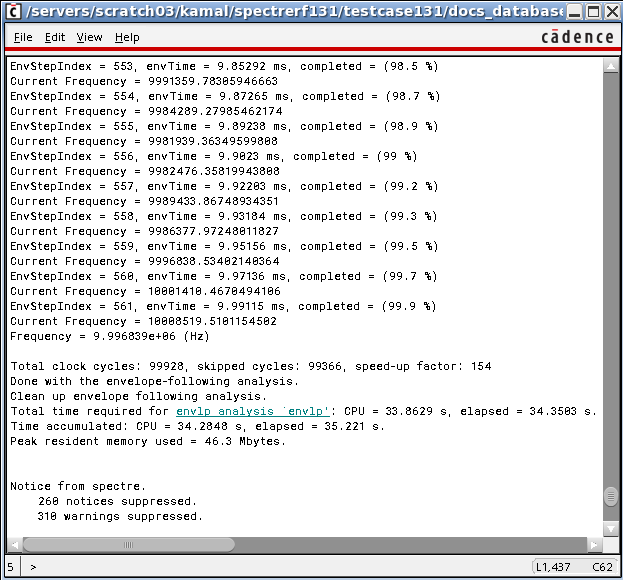 /servers/scratch03/kamal/spectrerf131/testcase131/docs_database
File Edit View Help
cādence
EnvStepIndex = 553, envTime = 9.85292 ms, completed = (98.5 %)
Current Frequency = 9991359.78305946663
EnvStepIndex = 554, envTime = 9.87265 ms, completed = (98.7 %)
Current Frequency = 9984289.27985462174
EnvStepIndex = 555, envTime = 9.89238 ms, completed = (98.9 %)
Current Frequency = 9981939.36349599808
EnvStepIndex = 556, envTime = 9.9023 ms, completed = (99 %)
Current Frequency = 9982476.35819943808
EnvStepIndex = 557, envTime = 9.92203 ms, completed = (99.2 %)
Current Frequency = 9989433.86748934351
EnvStepIndex = 558, envTime = 9.93184 ms, completed = (99.3 %)
Current Frequency = 9986377.97248011827
EnvStepIndex = 559, envTime = 9.95156 ms, completed = (99.5 %)
Current Frequency = 9996838.53402140364
EnvStepIndex = 560, envTime = 9.97136 ms, completed = (99.7 %)
Current Frequency = 10001410.4670494106
EnvStepIndex = 561, envTime = 9.99115 ms, completed = (99.9 %)
Current Frequency = 10008519.5101154502
Frequency = 9.996839e+06 (Hz)
Total clock cycles: 99928, skipped cycles: 99366, speed-up factor: 154
Done with the envelope-following analysis.
Clean up envelope following analysis.
Total time required for envlp analysis `envlp': CPU = 33.8629 s, elapsed = 34.3503 s.
Time accumulated: CPU = 34.2848 s, elapsed = 35.221 s.
Peak resident memory used = 46.3 Mbytes.
Notice from spectre.
260 notices suppressed.
310 warnings suppressed.
5 > L1,437 C62